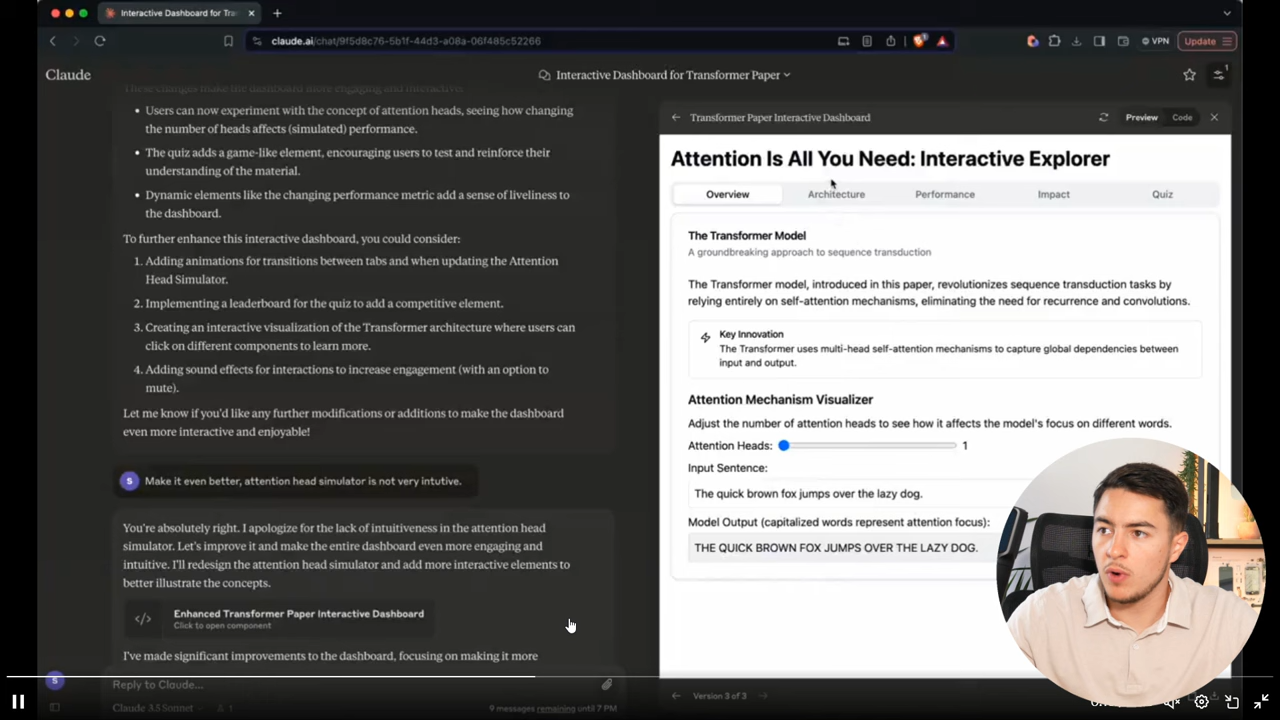 Interactive Dashboard for Tra
claude.ai/chat/9f5d8c76-5b1f-44d3-a08a-06f485c52266
VPN
Update
Claude
Interactive Dashboard for Transformer Paper
1
These changes make the dashboard more engaging and interactive:
• Users can now experiment with the concept of attention heads, seeing how changing
the number of heads affects (simulated) performance.
• The quiz adds a game-like element, encouraging users to test and reinforce their
understanding of the material.
• Dynamic elements like the changing performance metric add a sense of liveliness to
the dashboard.
To further enhance this interactive dashboard, you could consider:
1. Adding animations for transitions between tabs and when updating the Attention
Head Simulator.
2. Implementing a leaderboard for the quiz to add a competitive element.
3. Creating an interactive visualization of the Transformer architecture where users can
click on different components to learn more.
4. Adding sound effects for interactions to increase engagement (with an option to
mute).
Let me know if you'd like any further modifications or additions to make the dashboard
even more interactive and enjoyable!
S
Make it even better, attention head simulator is not very intutive.
You're absolutely right. I apologize for the lack of intuitiveness in the attention head
simulator. Let's improve it and make the entire dashboard even more engaging and
intuitive. I'll redesign the attention head simulator and add more interactive elements to
better illustrate the concepts.
Enhanced Transformer Paper Interactive Dashboard
Click to open component
I've made significant improvements to the dashboard, focusing on making it more
S
Reply to Claude...
Claude 3.5 Sonnet
1
9 messages remaining until 7 PM
Transformer Paper Interactive Dashboard
Preview
Code
Attention Is All You Need: Interactive Explorer
Overview
Architecture
Performance
Impact
Quiz
The Transformer Model
A groundbreaking approach to sequence transduction
The Transformer model, introduced in this paper, revolutionizes sequence transduction tasks by
relying entirely on self-attention mechanisms, eliminating the need for recurrence and convolutions.
Key Innovation
The Transformer uses multi-head self-attention mechanisms to capture global dependencies between
input and output.
Attention Mechanism Visualizer
Adjust the number of attention heads to see how it affects the model's focus on different words.
Attention Heads:
1
Input Sentence:
The quick brown fox jumps over the lazy dog.
Model Output (capitalized words represent attention focus):
THE QUICK BROWN FOX JUMPS OVER THE LAZY DOG.
Version 3 of 3